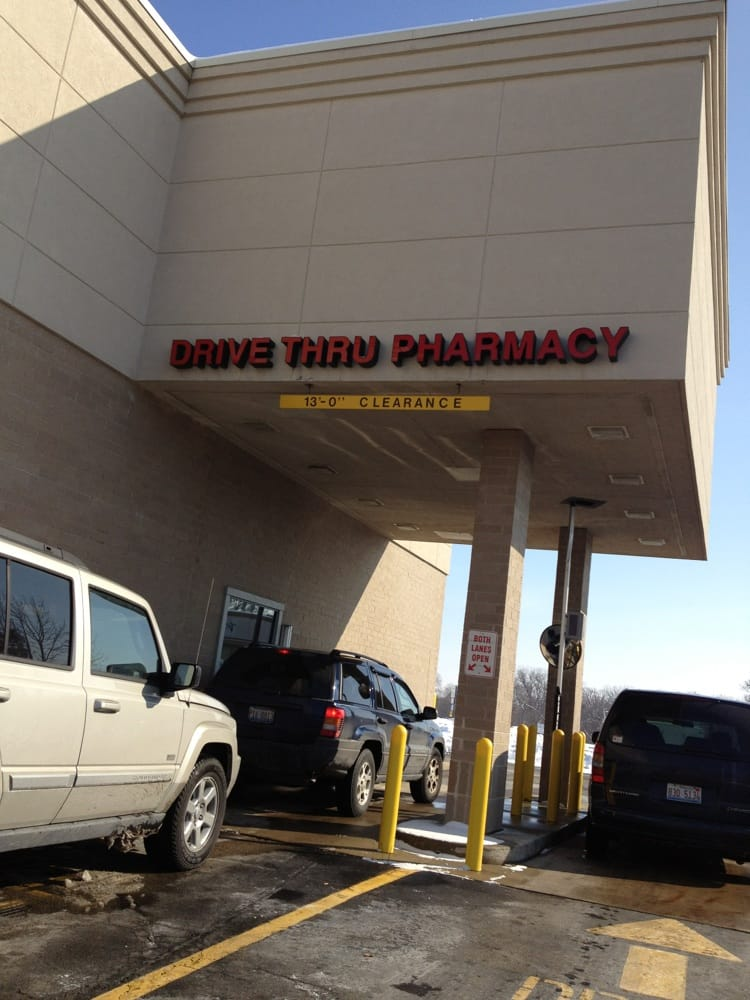 DRIVE THRU PHARMACY
13'-0" CLEARANCE
BOTH
LANES
OPEN